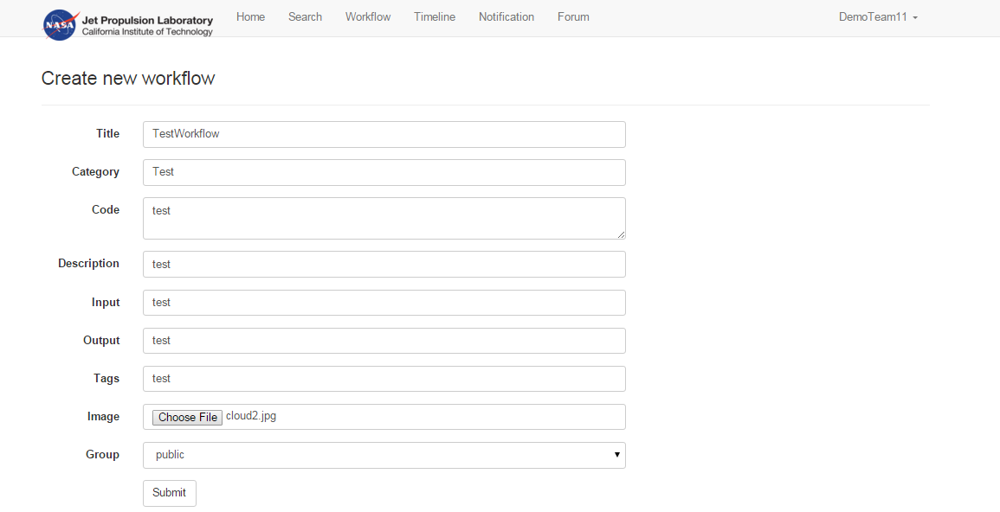 NASA Jet Propulsion Laboratory
California Institute of Technology
Home Search Workflow Timeline Notification Forum DemoTeam11
Create new workflow
Title TestWorkflow
Category Test
Code test
Description test
Input test
Output test
Tags test
Image Choose File cloud2.jpg
Group public
Submit